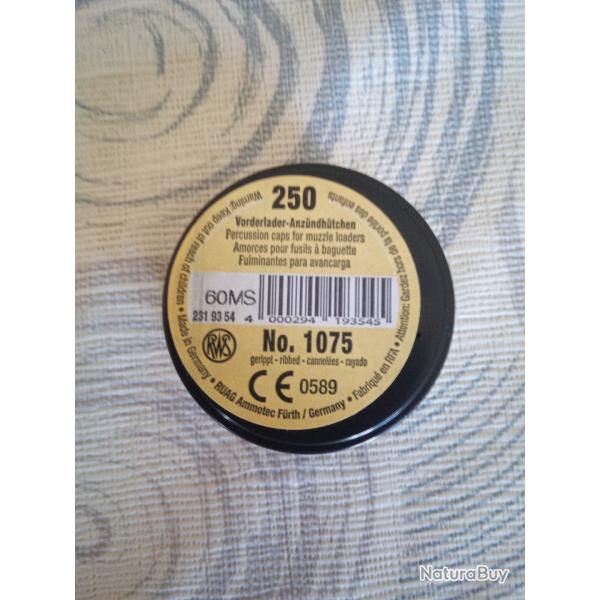 250
Vorderlader-Anzündhütchen
Percussion caps for muzzle loaders
Amorces pour fusils à baguette
Fulminantes para avancarga
60MS
231 93 54
4 000294 193545
RWS
No. 1075
gerippt - ribbed - cannelées - rayado
CE 0589
Warning: Keep out of reach of children • Made in Germany •
• RUAG Ammotec Fürth / Germany •
Fabriqué en RFA • Attention: Gardez hors de la portée des enfants
NaturaBuy